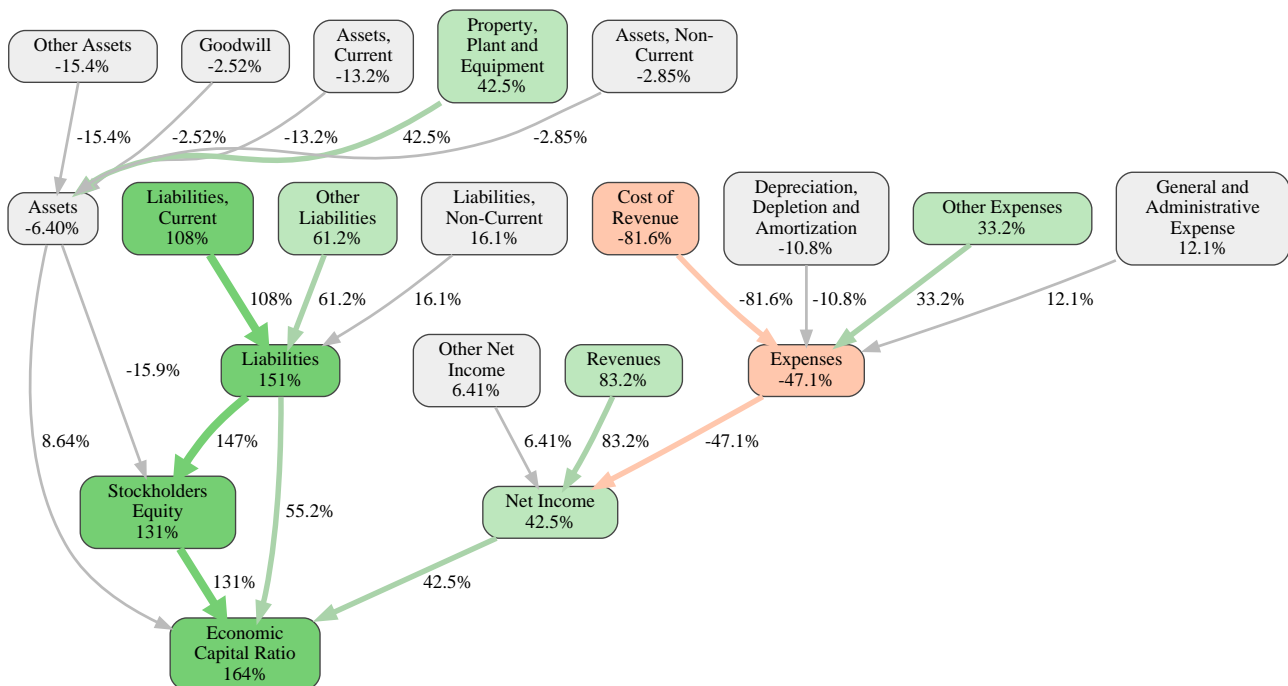 Other Assets
-15.4%
Goodwill
-2.52%
Assets,
Current
-13.2%
Property,
Plant and
Equipment
42.5%
Assets, Non-
Current
-2.85%
-15.4%
-2.52%
-13.2%
42.5%
-2.85%
Assets
-6.40%
Liabilities,
Current
108%
Other
Liabilities
61.2%
Liabilities,
Non-Current
16.1%
Cost of
Revenue
-81.6%
Depreciation,
Depletion and
Amortization
-10.8%
Other Expenses
33.2%
General and
Administrative
Expense
12.1%
108%
61.2%
16.1%
-81.6%
-10.8%
33.2%
12.1%
-15.9%
Liabilities
151%
Other Net
Income
6.41%
Revenues
83.2%
Expenses
-47.1%
8.64%
147%
6.41%
83.2%
-47.1%
Stockholders
Equity
131%
55.2%
Net Income
42.5%
131%
42.5%
Economic
Capital Ratio
164%